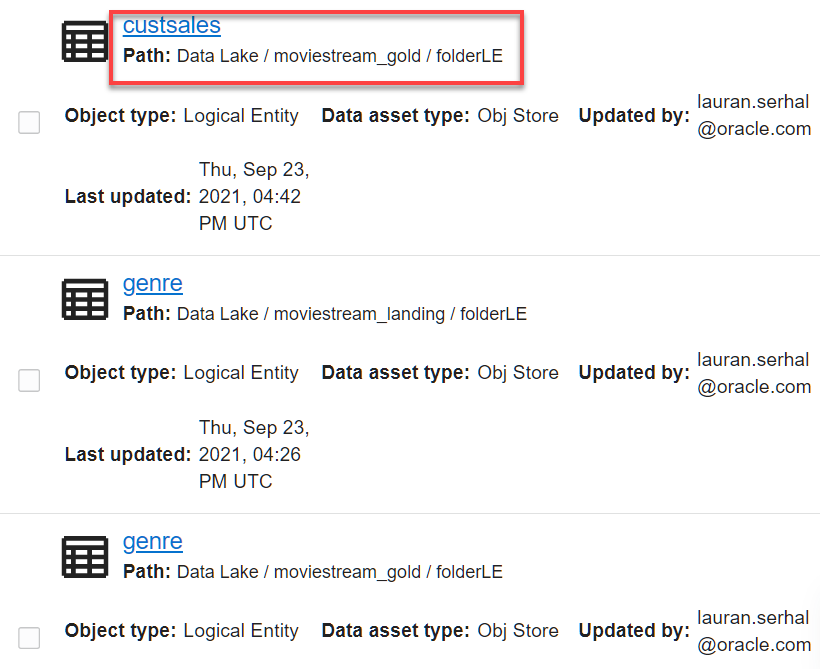 custsales
Path: Data Lake / moviestream_gold / folderLE
Object type: Logical Entity Data asset type: Obj Store Updated by: lauran.serhal
@oracle.com
Thu, Sep 23,
Last updated: 2021, 04:42
PM UTC
genre
Path: Data Lake / moviestream_landing / folderLE
Object type: Logical Entity Data asset type: Obj Store Updated by: lauran.serhal
@oracle.com
Thu, Sep 23,
Last updated: 2021, 04:26
PM UTC
genre
Path: Data Lake / moviestream_gold / folderLE
Object type: Logical Entity Data asset type: Obj Store Updated by: lauran.serhal
@oracle.com